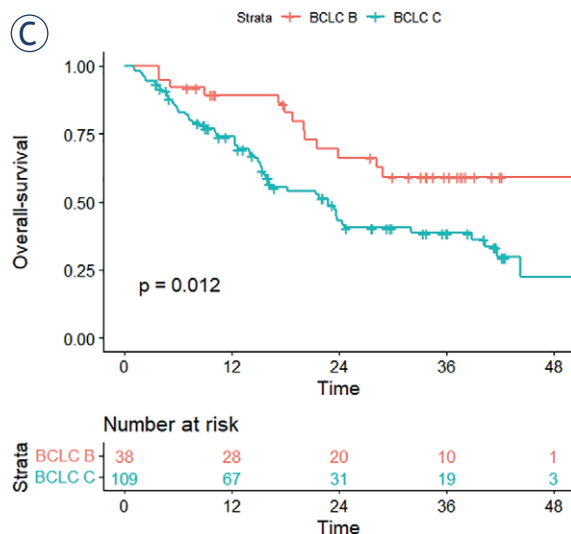 C
Strata BCLC B BCLC C
1.00
0.75
0.50
0.25
0.00
Overall-survival
p = 0.012
0 12 24 36 48
Time
Number at risk
Strata
BCLC B 38 28 20 10 1
BCLC C 109 67 31 19 3
0 12 24 36 48
Time